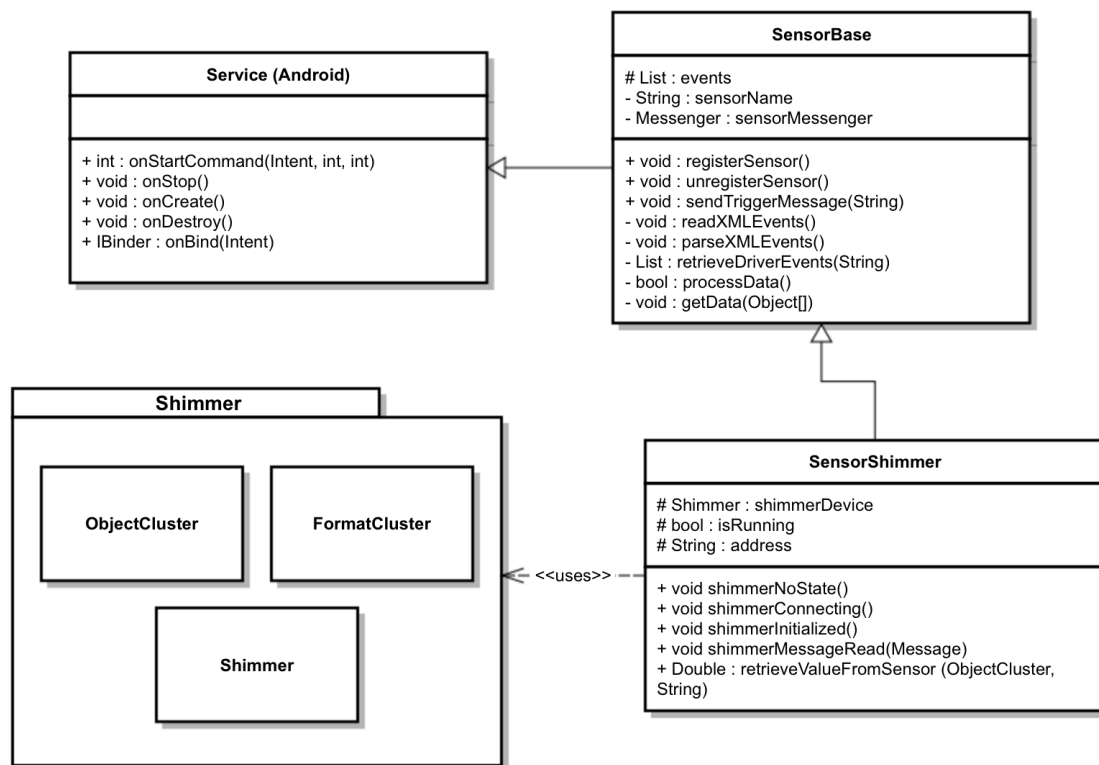 Service (Android)
+ int : onStartCommand(Intent, int, int)
+ void : onStop()
+ void : onCreate()
+ void : onDestroy()
+ IBinder : onBind(Intent)
SensorBase
# List : events
- String : sensorName
- Messenger : sensorMessenger
+ void : registerSensor()
+ void : unregisterSensor()
+ void : sendTriggerMessage(String)
- void : readXMLEvents()
- void : parseXMLEvents()
- List : retrieveDriverEvents(String)
- bool : processData()
- void : getData(Object[])
Shimmer
ObjectCluster
FormatCluster
Shimmer
<<uses>>
SensorShimmer
# Shimmer : shimmerDevice
# bool : isRunning
# String : address
+ void shimmerNoState()
+ void shimmerConnecting()
+ void shimmerInitialized()
+ void shimmerMessageRead(Message)
+ Double : retrieveValueFromSensor (ObjectCluster,
String)